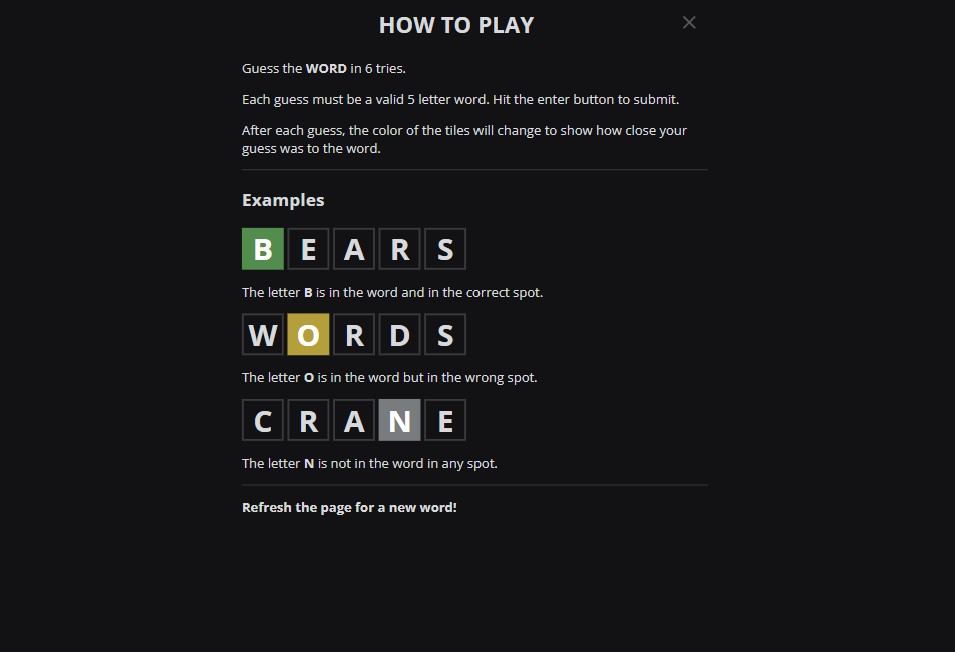 HOW TO PLAY
Guess the WORD in 6 tries.
Each guess must be a valid 5 letter word. Hit the enter button to submit.
After each guess, the color of the tiles will change to show how close your
guess was to the word.
Examples
B E A R S
The letter B is in the word and in the correct spot.
W O R D S
The letter O is in the word but in the wrong spot.
C R A N E
The letter N is not in the word in any spot.
Refresh the page for a new word!